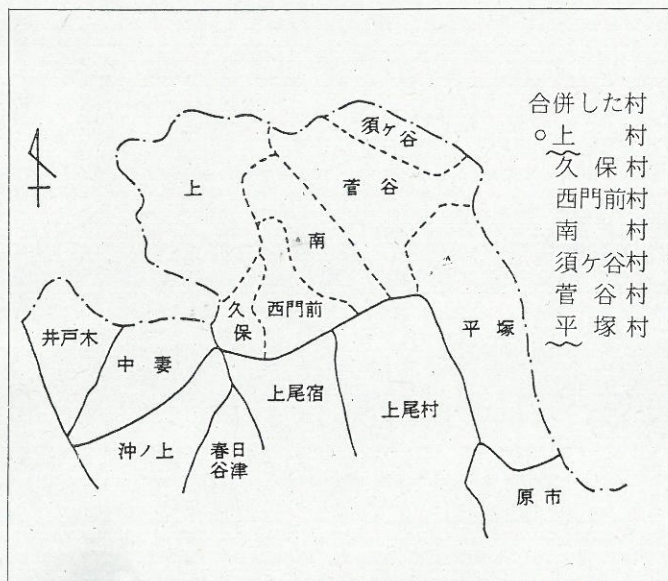 合併した村
○上村
久保村
西門前村
南村
須ケ谷村
菅谷村
平塚村
須ケ谷
上
菅谷
南
久保
西門前
平塚
井戸木
中妻
上尾宿
上尾村
沖ノ上
春日
谷津
原市